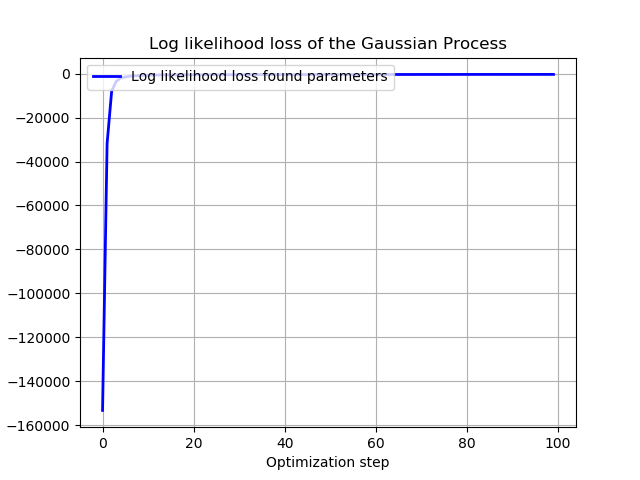 Log likelihood loss of the Gaussian Process
Log likelihood loss found parameters
0
−20000
−40000
−60000
−80000
−100000
−120000
−140000
−160000
0 20 40 60 80 100
Optimization step